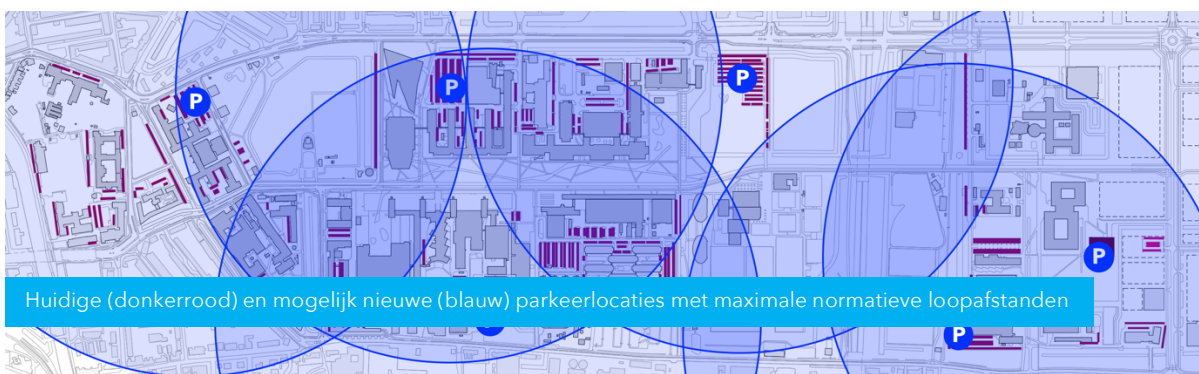 P
P
P
P
Huidige (donkerrood) en mogelijk nieuwe (blauw) parkeerlocaties met maximale normatieve loopafstanden
P
P